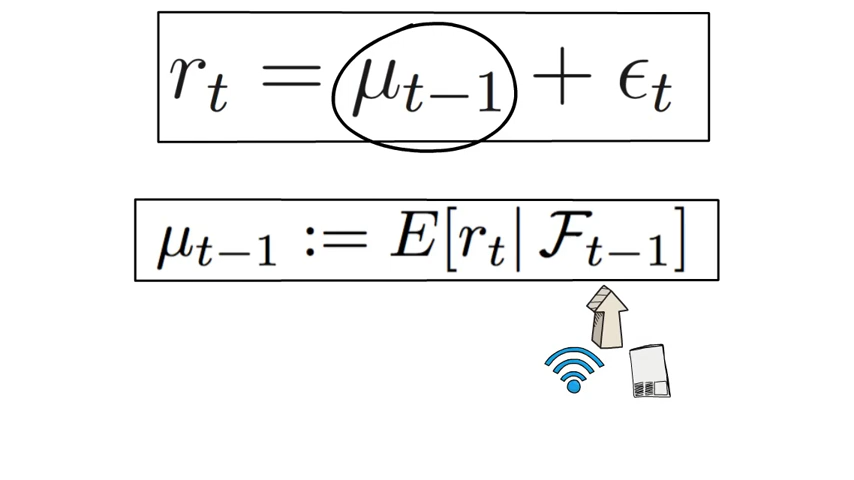 r_t = μ_{t−1} + ϵ_t
μ_{t−1} := E[r_t| ℱ_{t−1}]